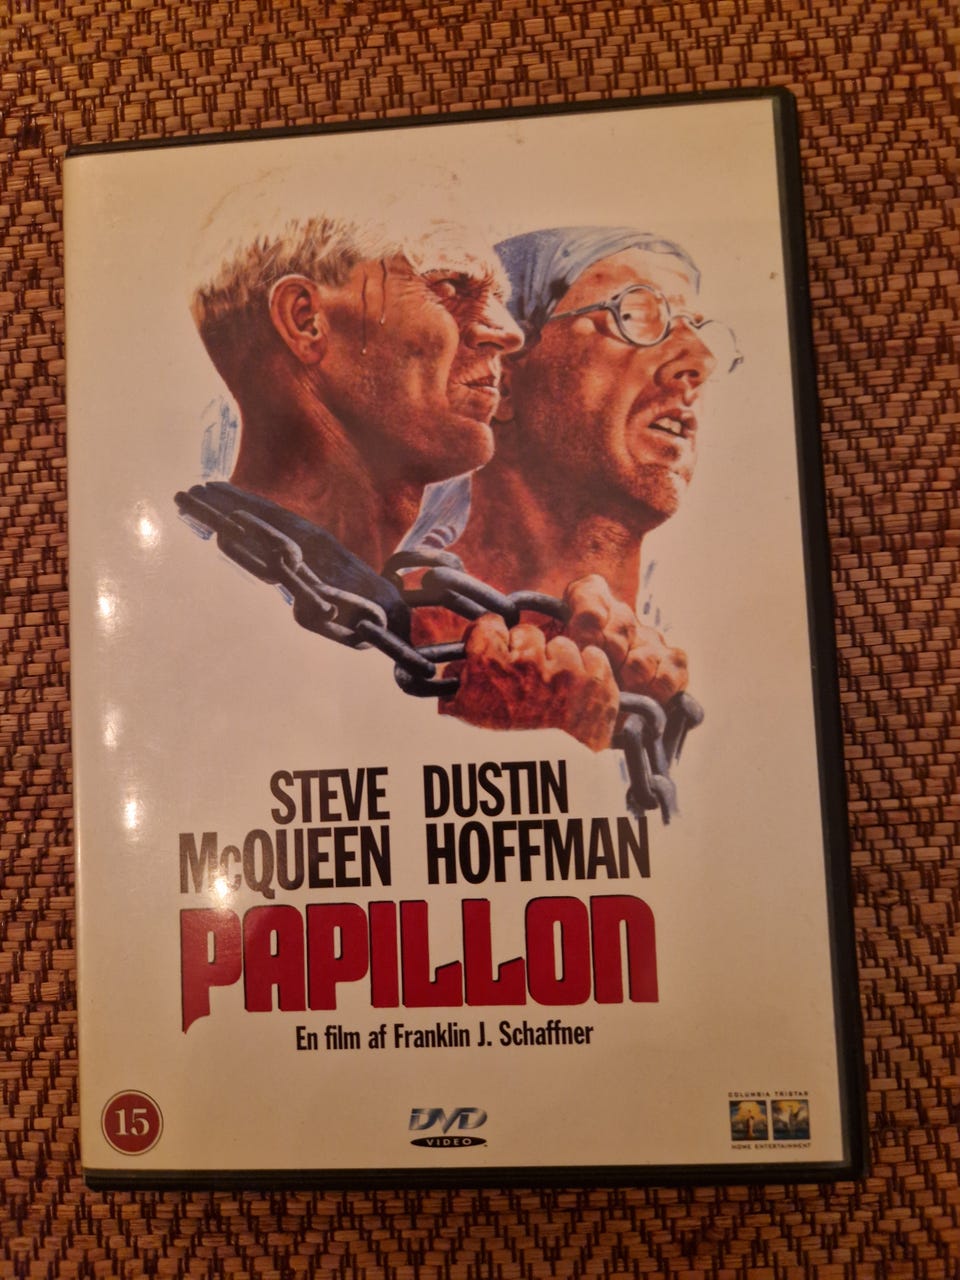 STEVE DUSTIN
McQUEEN HOFFMAN
PAPILLON
En film af Franklin J. Schaffner
15
DVD
VIDEO
COLUMBIA TRISTAR
HOME ENTERTAINMENT